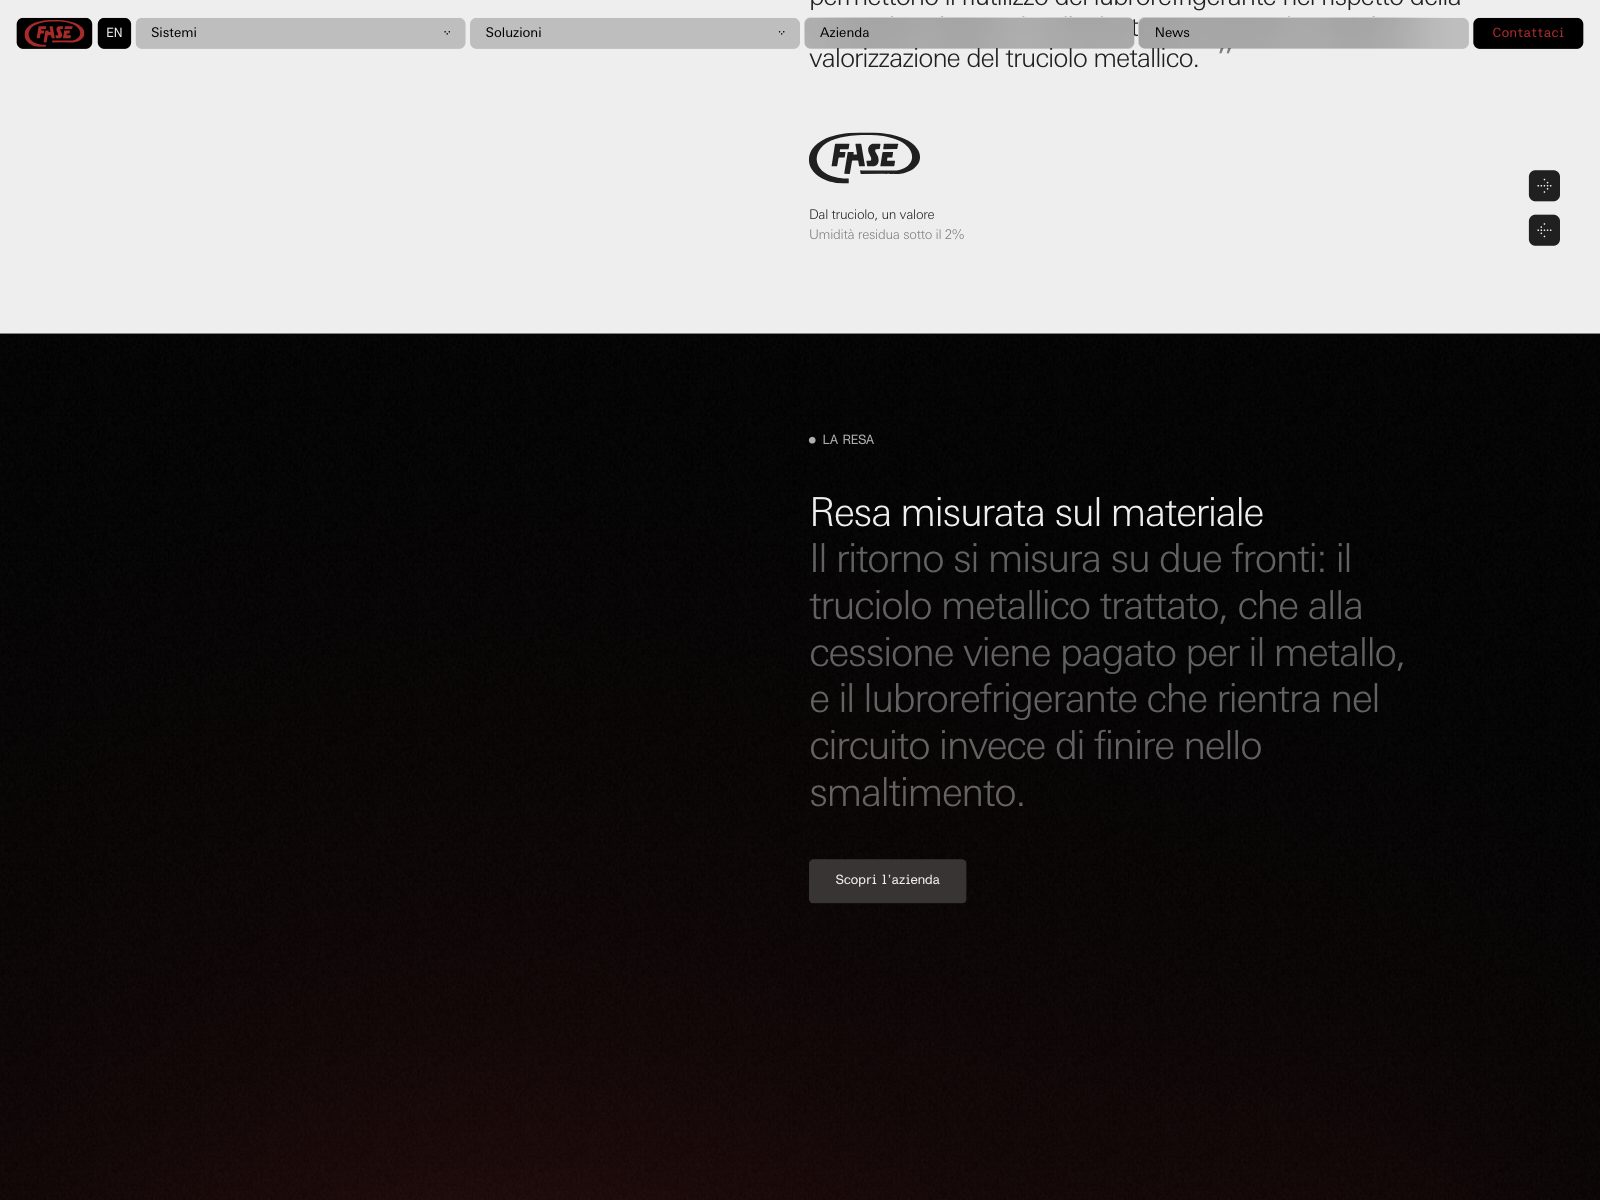 FASE
EN
Sistemi
Soluzioni
Azienda
News
Contattaci
valorizzazione del truciolo metallico. ”
FASE
Dal truciolo, un valore
Umidità residua sotto il 2%
LA RESA
Resa misurata sul materiale
Il ritorno si misura su due fronti: il
truciolo metallico trattato, che alla
cessione viene pagato per il metallo,
e il lubrorefrigerante che rientra nel
circuito invece di finire nello
smaltimento.
Scopri l'azienda